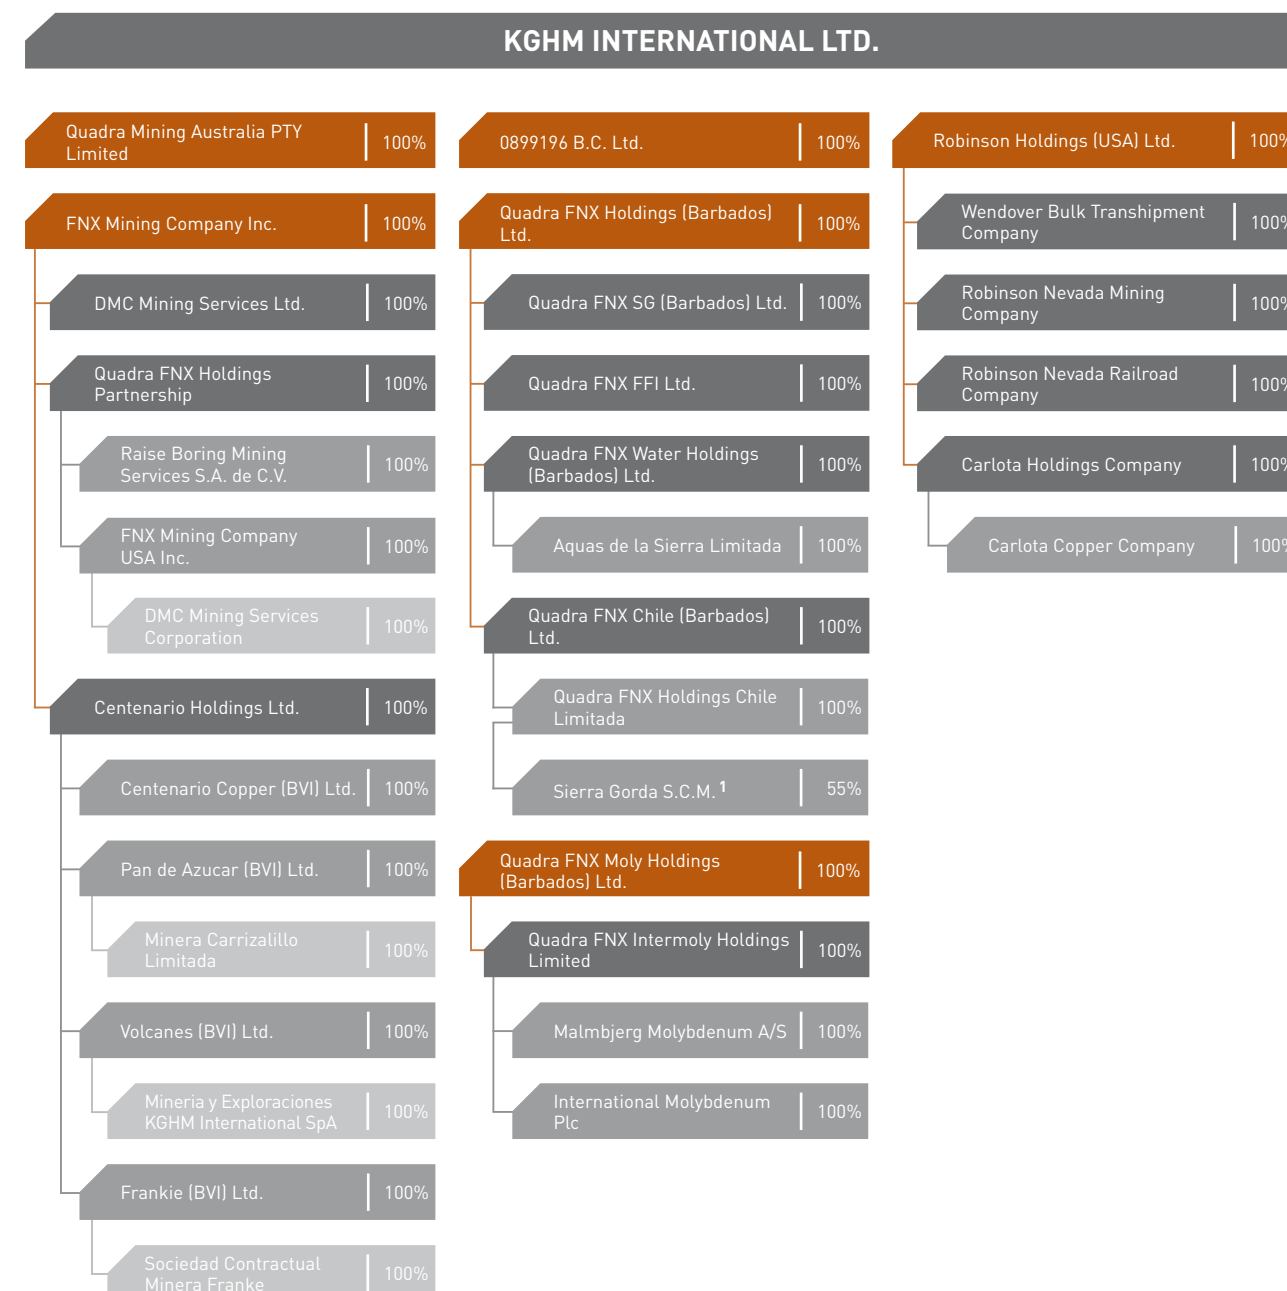 KGHM INTERNATIONAL LTD.
Quadra Mining Australia PTY
Limited
100%
FNX Mining Company Inc.
100%
DMC Mining Services Ltd.
100%
Quadra FNX Holdings
Partnership
100%
Raise Boring Mining
Services S.A. de C.V.
100%
FNX Mining Company
USA Inc.
100%
DMC Mining Services
Corporation
100%
Centenario Holdings Ltd.
100%
Centenario Copper (BVI) Ltd.
100%
Pan de Azucar (BVI) Ltd.
100%
Minera Carrizalillo
Limitada
100%
Volcanes (BVI) Ltd.
100%
Mineria y Exploraciones
KGHM International SpA
100%
Frankie (BVI) Ltd.
100%
Sociedad Contractual
Minera Franke
100%
0899196 B.C. Ltd.
100%
Quadra FNX Holdings (Barbados)
Ltd.
100%
Quadra FNX SG (Barbados) Ltd.
100%
Quadra FNX FFI Ltd.
100%
Quadra FNX Water Holdings
(Barbados) Ltd.
100%
Aquas de la Sierra Limitada
100%
Quadra FNX Chile (Barbados)
Ltd.
100%
Quadra FNX Holdings Chile
Limitada
100%
Sierra Gorda S.C.M. 1
55%
Quadra FNX Moly Holdings
(Barbados) Ltd.
100%
Quadra FNX Intermoly Holdings
Limited
100%
Malmbjerg Molybdenum A/S
100%
International Molybdenum
Plc
100%
Robinson Holdings (USA) Ltd.
100%
Wendover Bulk Transhipment
Company
100%
Robinson Nevada Mining
Company
100%
Robinson Nevada Railroad
Company
100%
Carlota Holdings Company
100%
Carlota Copper Company
100%